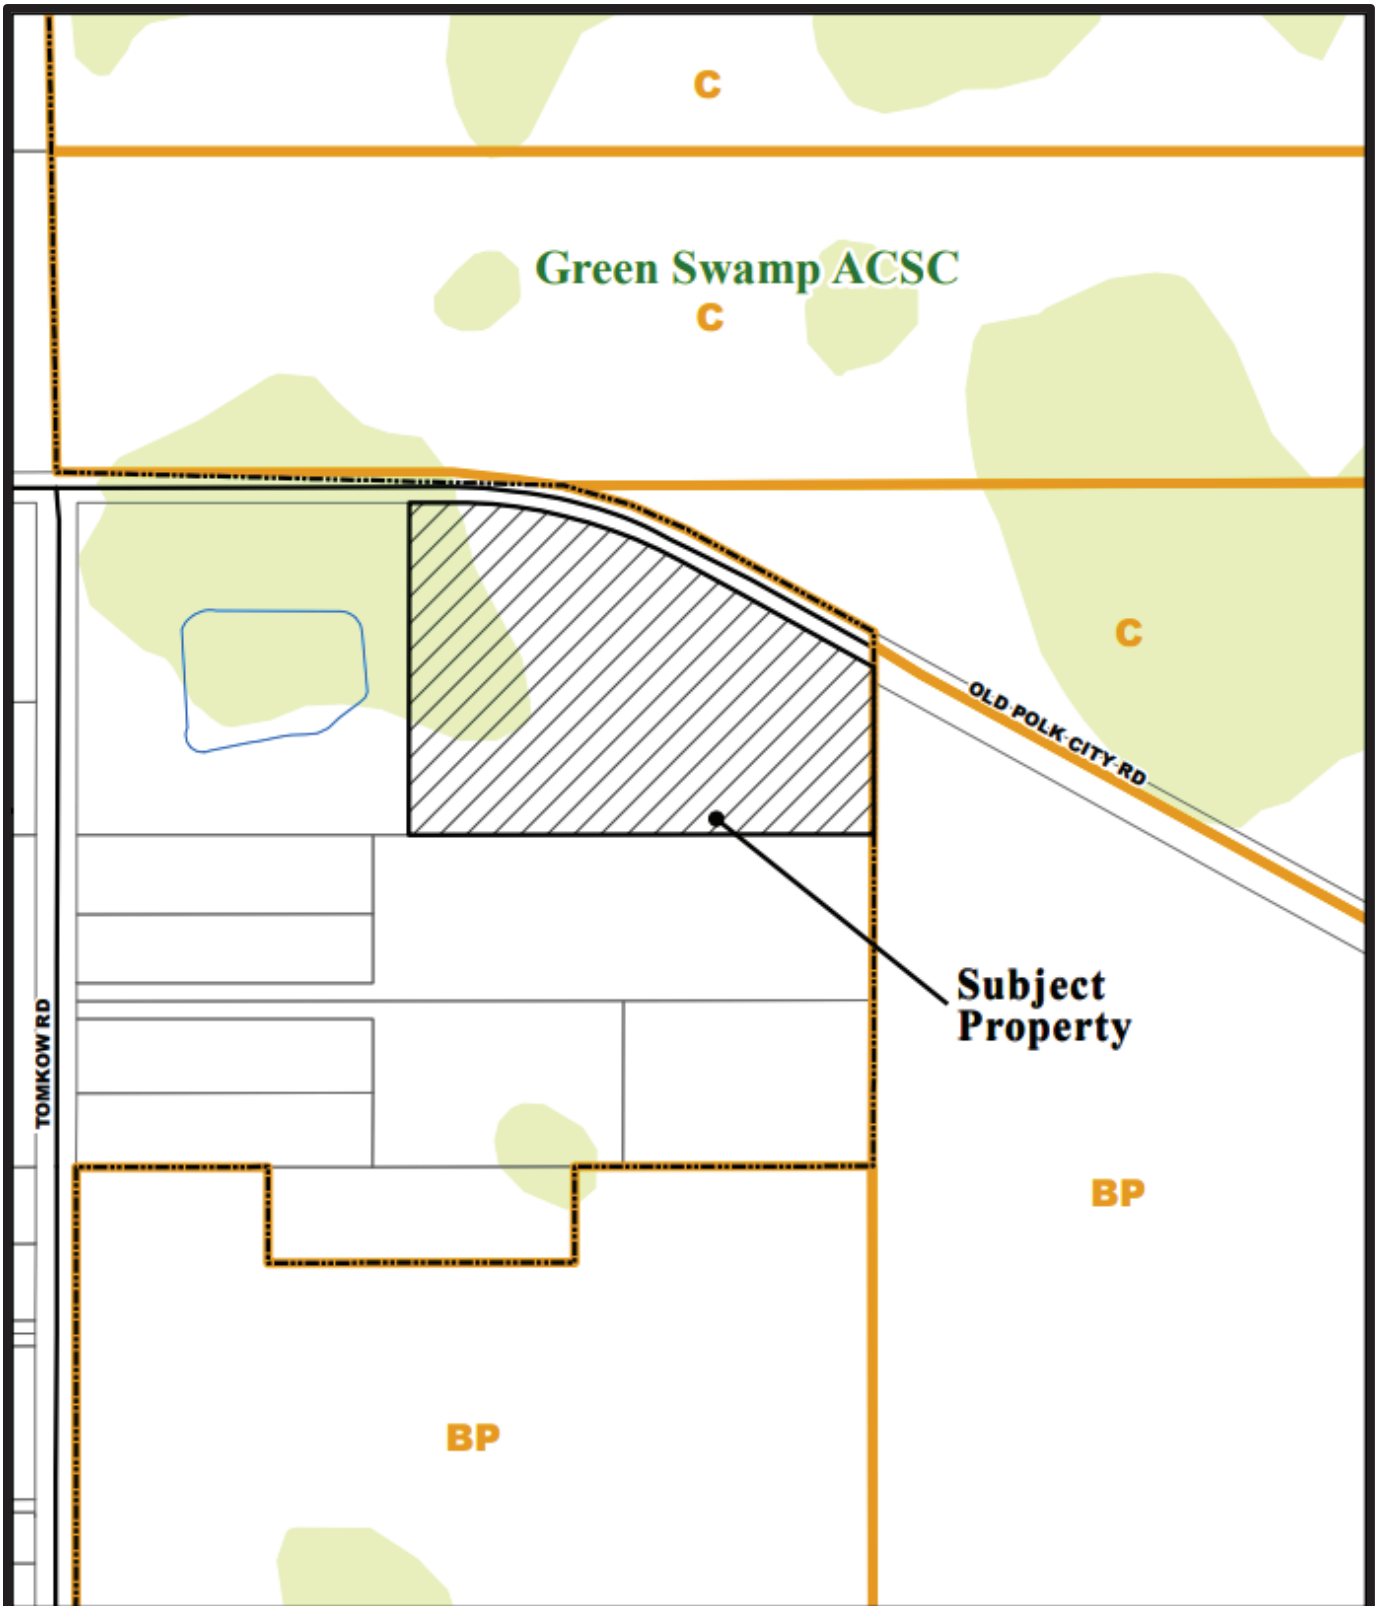 C
Green Swamp ACSC
C
C
OLD POLK CITY RD
Subject
Property
TOMKOW RD
BP
BP